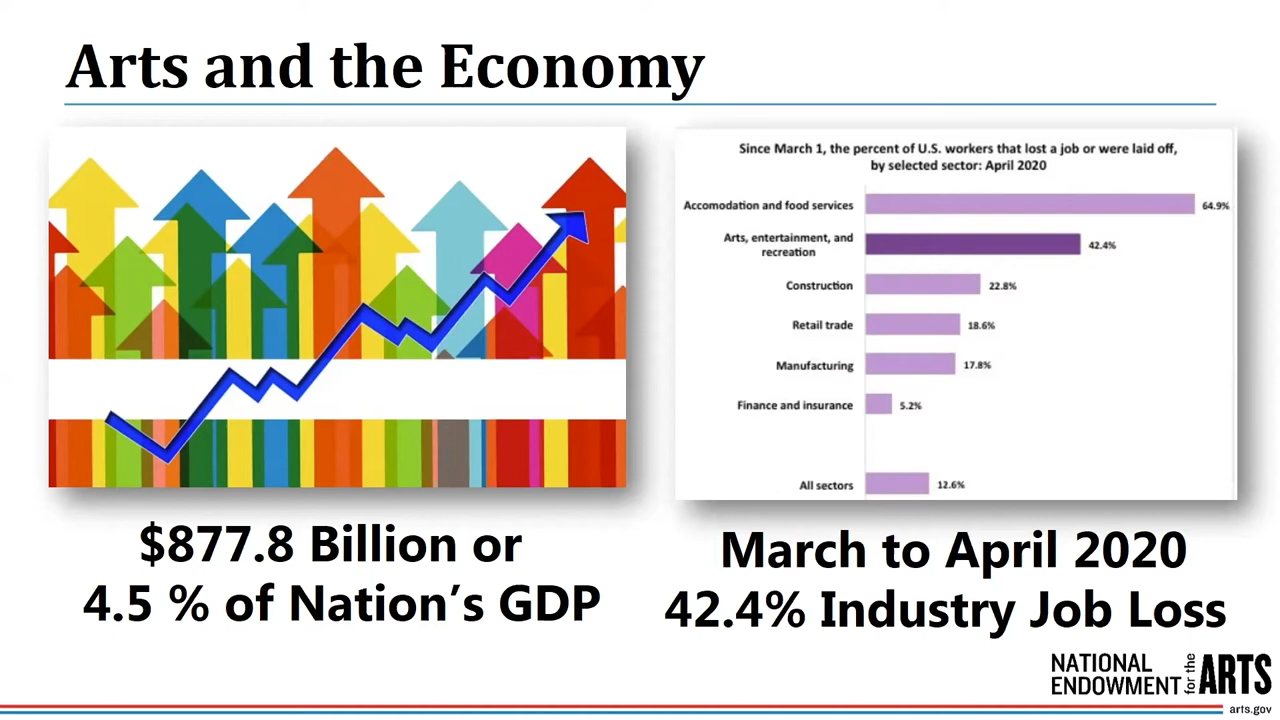 Arts and the Economy
Since March 1, the percent of U.S. workers that lost a job or were laid off,
by selected sector: April 2020
Accomodation and food services
64.9%
Arts, entertainment, and
recreation
42.4%
Construction
22.8%
Retail trade
18.6%
Manufacturing
17.8%
Finance and insurance
5.2%
All sectors
12.6%
$877.8 Billion or
4.5 % of Nation’s GDP
March to April 2020
42.4% Industry Job Loss
NATIONAL
ENDOWMENT
for the
ARTS
arts.gov